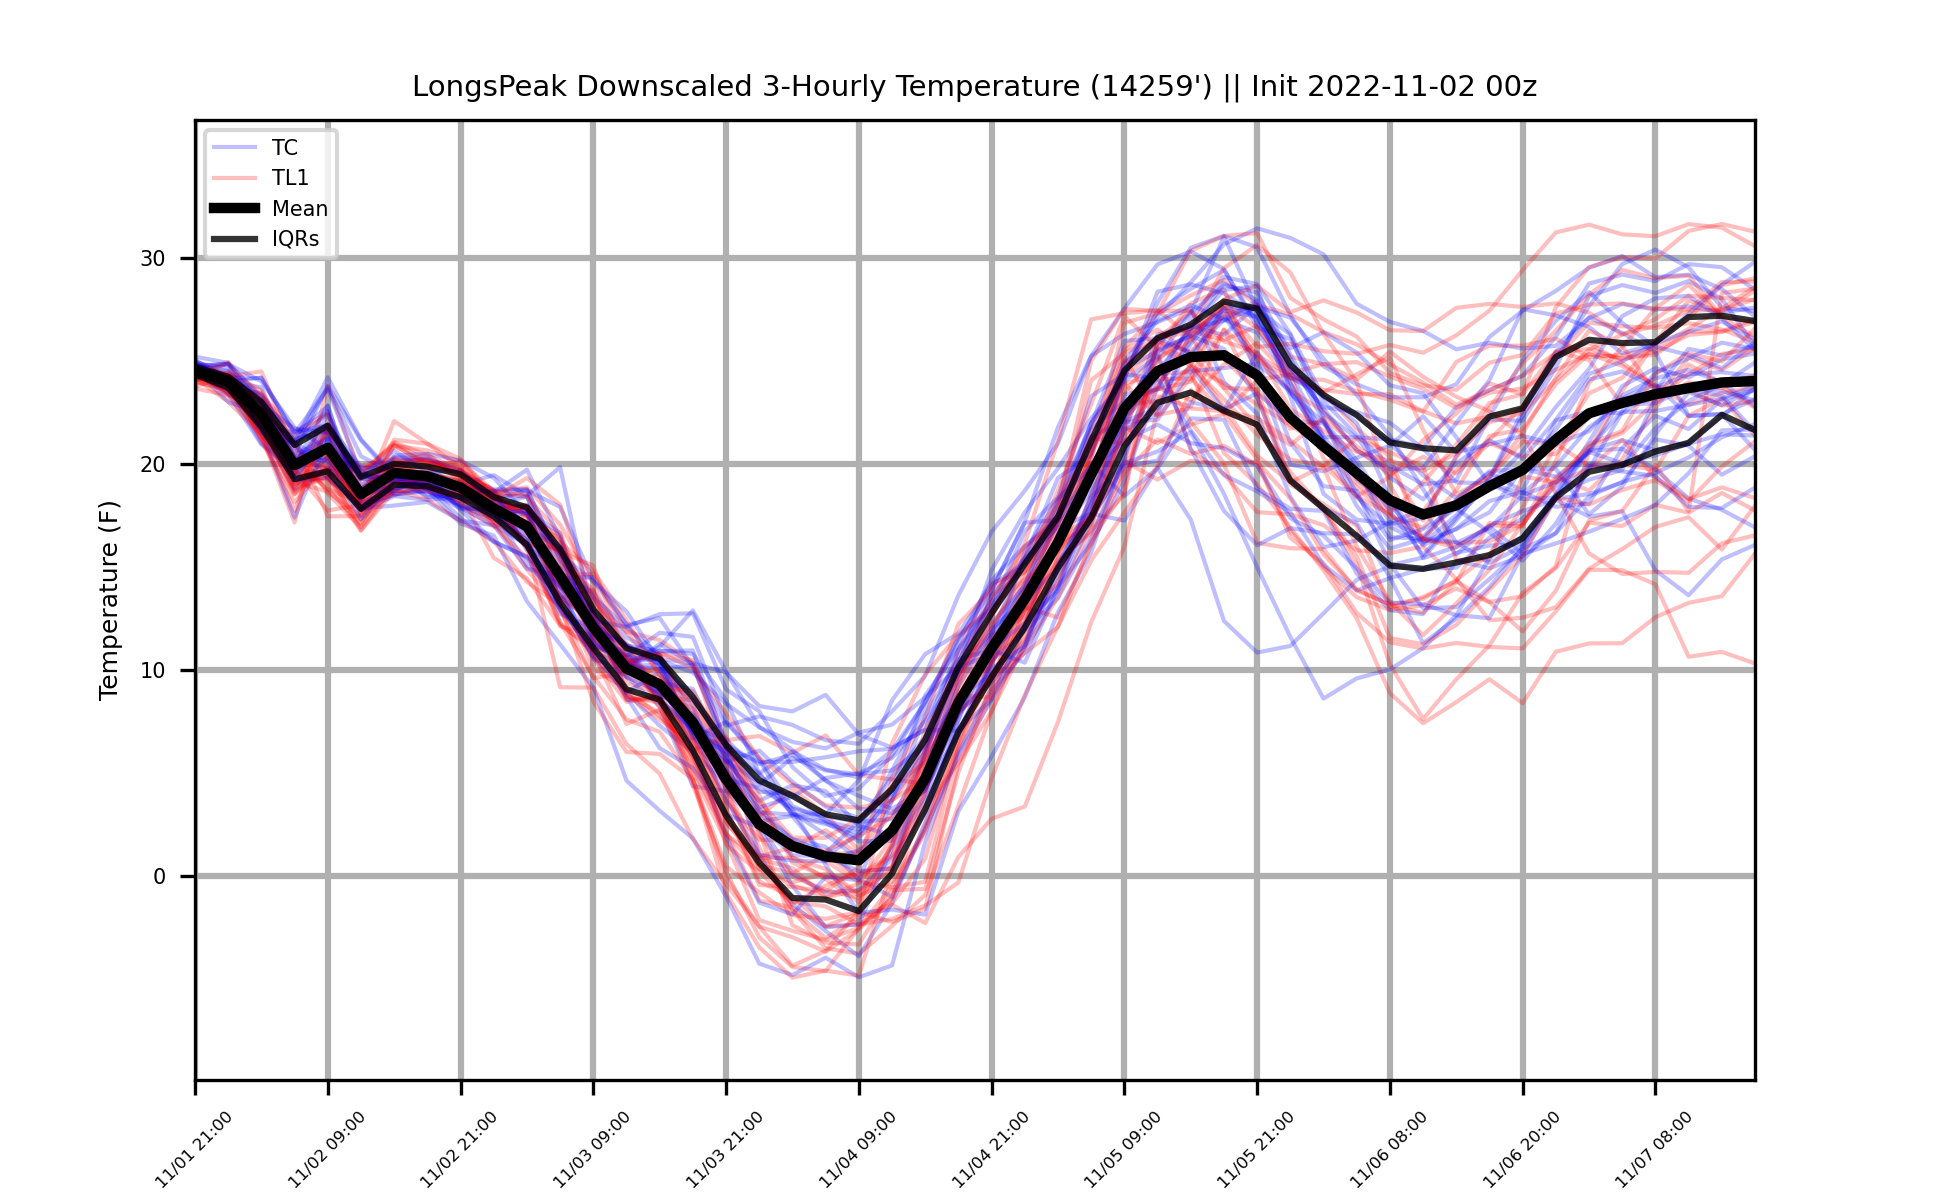 LongsPeak Downscaled 3-Hourly Temperature (14259') || Init 2022-11-02 00z
TC
TL1
Mean
IQRs
Temperature (F)
30
20
10
0
11/01 21:00
11/02 09:00
11/02 21:00
11/03 09:00
11/03 21:00
11/04 09:00
11/04 21:00
11/05 09:00
11/05 21:00
11/06 08:00
11/06 20:00
11/07 08:00